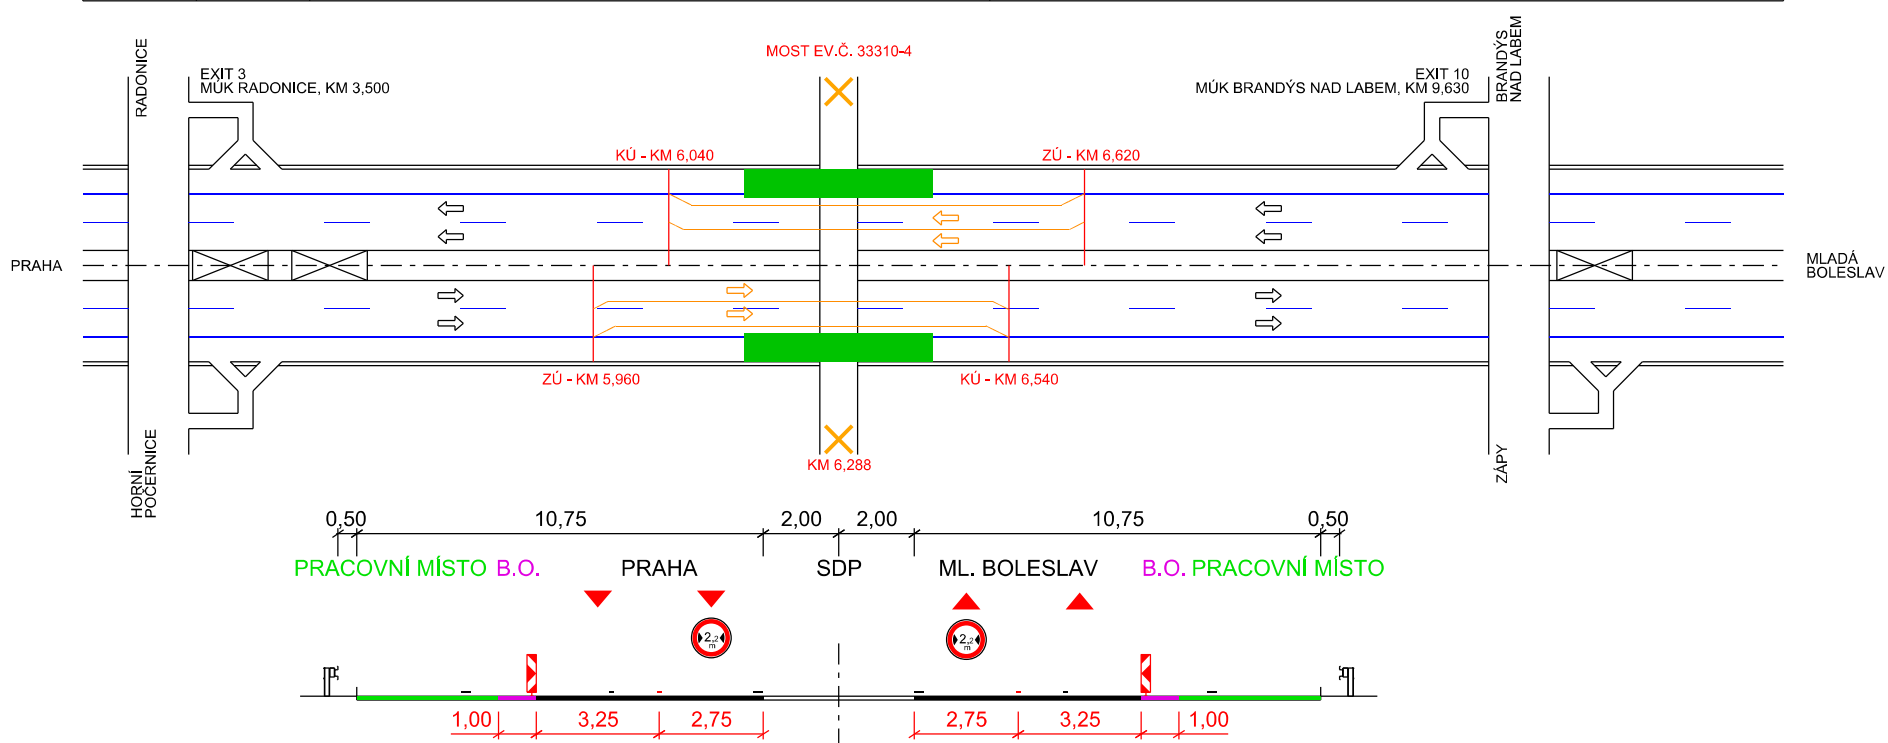 MOST EV.Č. 33310-4
RADONICE
EXIT 3
MÚK RADONICE, KM 3,500
EXIT 10
MÚK BRANDÝS NAD LABEM, KM 9,630
BRANDÝS
NAD LABEM
KÚ - KM 6,040
ZÚ - KM 6,620
PRAHA
MLADÁ
BOLESLAV
ZÚ - KM 5,960
KÚ - KM 6,540
HORNÍ
POČERNICE
KM 6,288
ZÁPY
0,50
10,75
2,00
2,00
10,75
0,50
PRACOVNÍ MÍSTO
B.O.
PRAHA
SDP
ML. BOLESLAV
B.O.
PRACOVNÍ MÍSTO
2,2
m
2,2
m
1,00
3,25
2,75
2,75
3,25
1,00